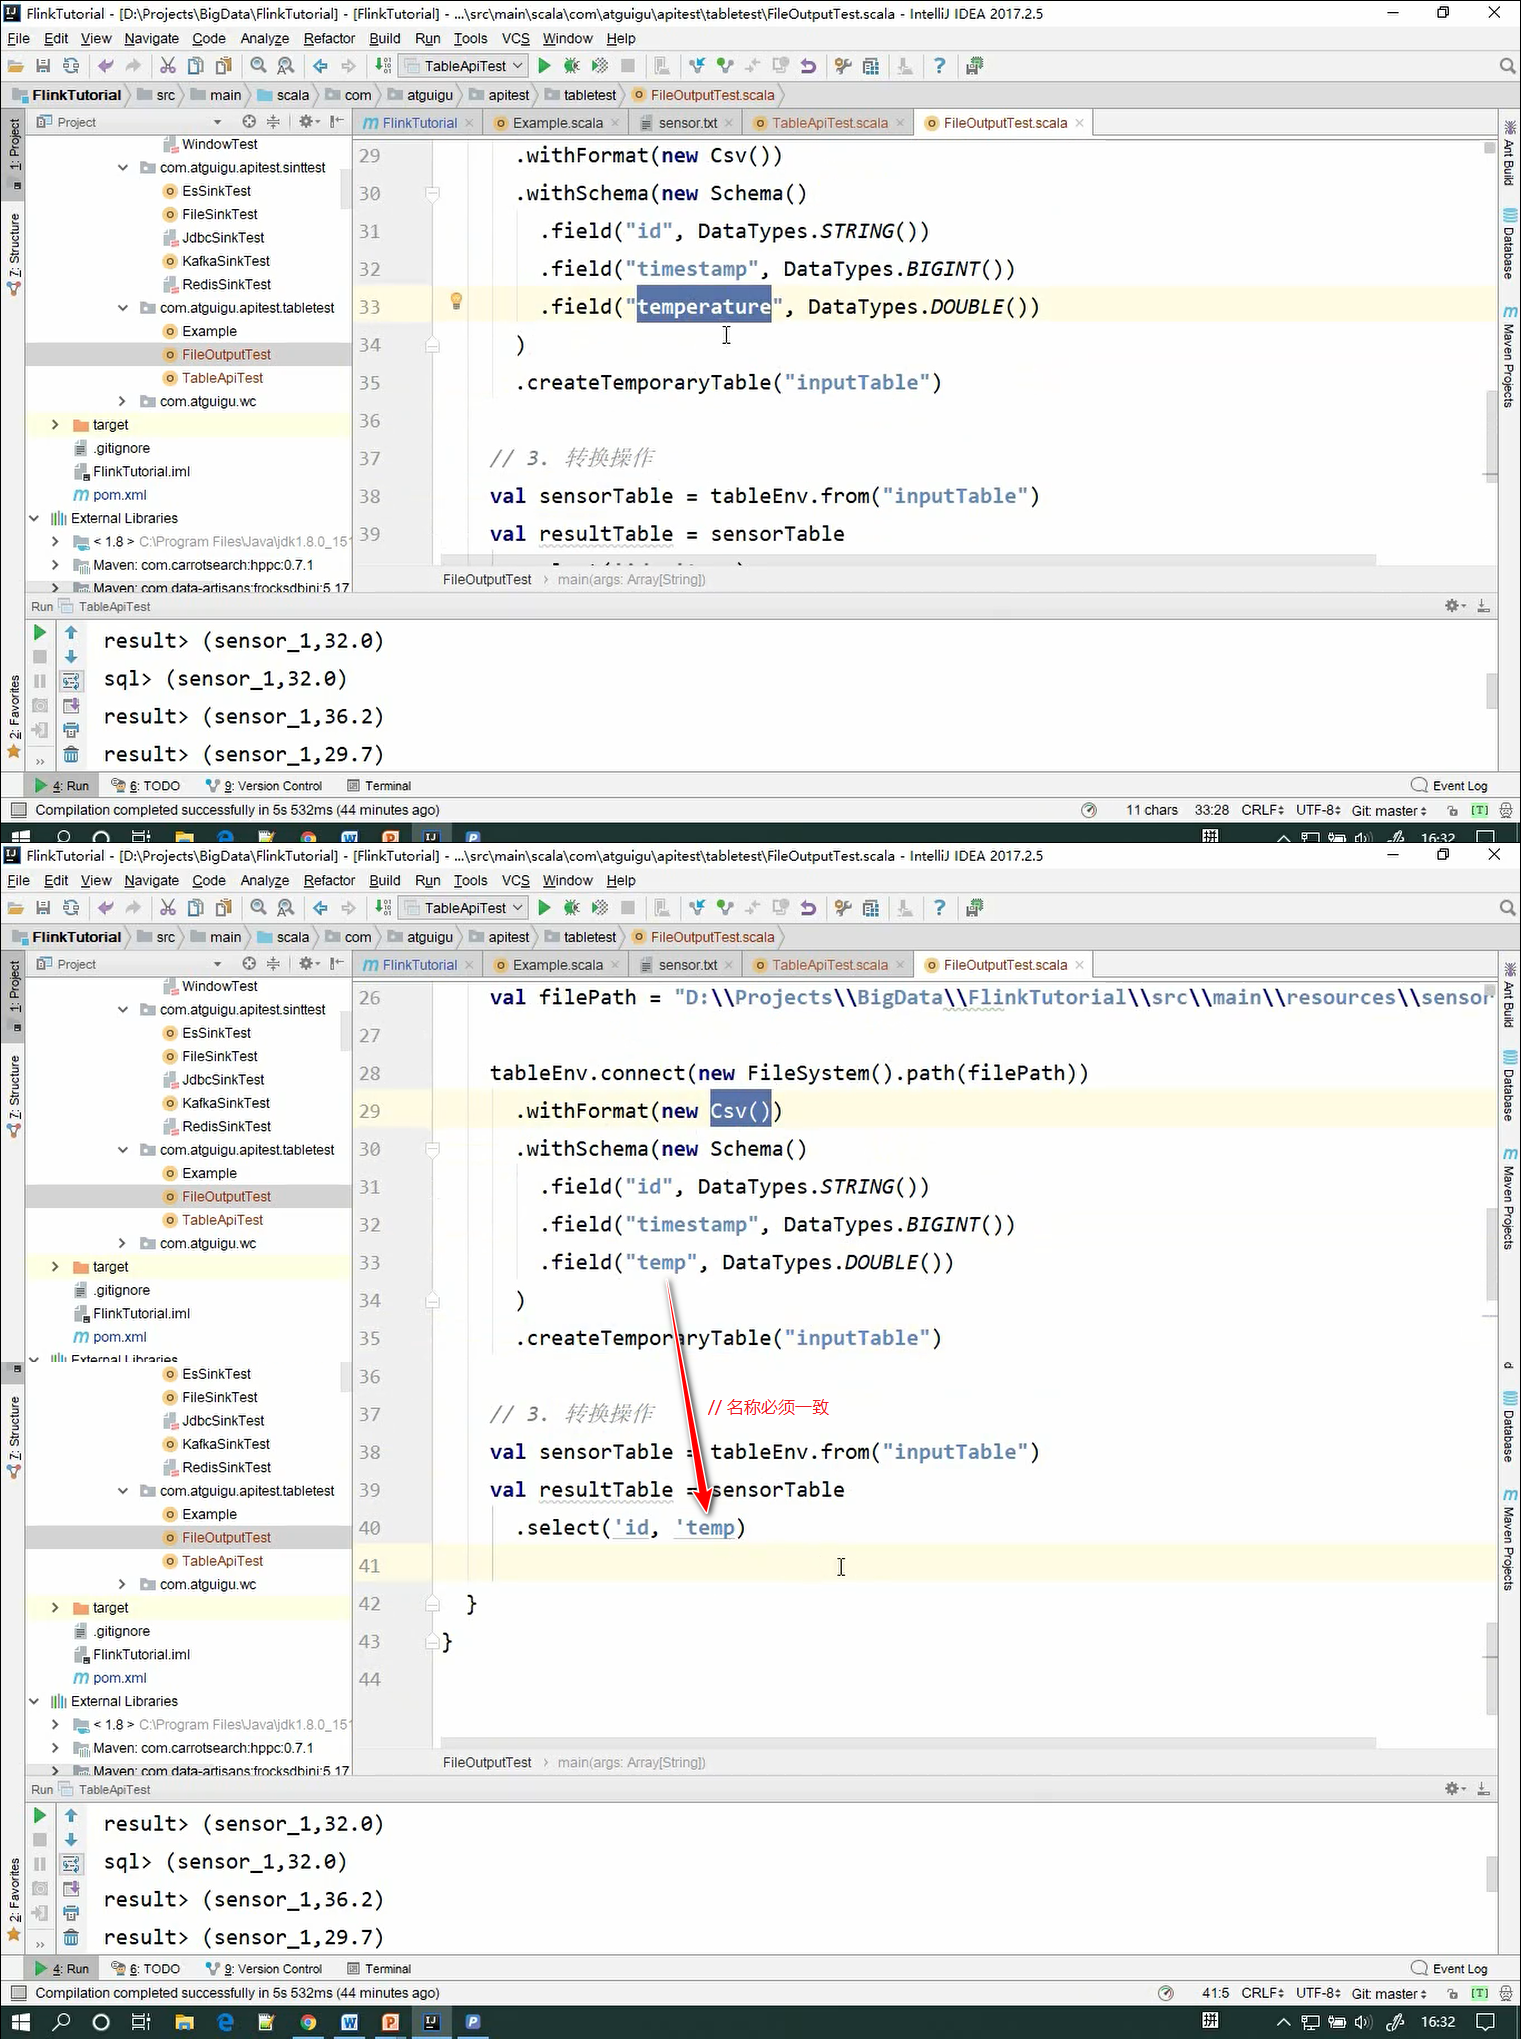 FlinkTutorial - [D:\Projects\BigData\FlinkTutorial] - [FlinkTutorial] - ...\src\main\scala\com\atguigu\apitest\tabletest\FileOutputTest.scala - IntelliJ IDEA 2017.2.5
File Edit View Navigate Code Analyze Refactor Build Run Tools VCS Window Help
TableApiTest
FlinkTutorial src main scala com atguigu apitest tabletest FileOutputTest.scala
Project
FlinkTutorial Example.scala sensor.txt TableApiTest.scala FileOutputTest.scala
1: Project
7: Structure
2: Favorites
Ant Build
Database
Maven Projects
WindowTest
com.atguigu.apitest.sinttest
EsSinkTest
FileSinkTest
JdbcSinkTest
KafkaSinkTest
RedisSinkTest
com.atguigu.apitest.tabletest
Example
FileOutputTest
TableApiTest
com.atguigu.wc
target
.gitignore
FlinkTutorial.iml
pom.xml
External Libraries
< 1.8 > C:\Program Files\Java\jdk1.8.0_151
Maven: com.carrotsearch:hppc:0.7.1
Maven: com.data-artisans:frocksdbjni:5.17
29 .withFormat(new Csv())
30 .withSchema(new Schema()
31 .field("id", DataTypes.STRING())
32 .field("timestamp", DataTypes.BIGINT())
33 .field("temperature", DataTypes.DOUBLE())
34 )
35 .createTemporaryTable("inputTable")
36
37 // 3. 转换操作
38 val sensorTable = tableEnv.from("inputTable")
39 val resultTable = sensorTable
FileOutputTest main(args: Array[String])
Run TableApiTest
result> (sensor_1,32.0)
sql> (sensor_1,32.0)
result> (sensor_1,36.2)
result> (sensor_1,29.7)
4: Run 6: TODO 9: Version Control Terminal Event Log
Compilation completed successfully in 5s 532ms (44 minutes ago) 11 chars 33:28 CRLF UTF-8 Git: master [T]
拼 16:32
FlinkTutorial - [D:\Projects\BigData\FlinkTutorial] - [FlinkTutorial] - ...\src\main\scala\com\atguigu\apitest\tabletest\FileOutputTest.scala - IntelliJ IDEA 2017.2.5
File Edit View Navigate Code Analyze Refactor Build Run Tools VCS Window Help
TableApiTest
FlinkTutorial src main scala com atguigu apitest tabletest FileOutputTest.scala
Project
FlinkTutorial Example.scala sensor.txt TableApiTest.scala FileOutputTest.scala
1: Project
7: Structure
7: Structure
2: Favorites
Ant Build
Database
Maven Projects
d
Database
Maven Projects
WindowTest
com.atguigu.apitest.sinttest
EsSinkTest
FileSinkTest
JdbcSinkTest
KafkaSinkTest
RedisSinkTest
com.atguigu.apitest.tabletest
Example
FileOutputTest
TableApiTest
com.atguigu.wc
target
.gitignore
FlinkTutorial.iml
pom.xml
External Libraries
EsSinkTest
FileSinkTest
JdbcSinkTest
KafkaSinkTest
RedisSinkTest
com.atguigu.apitest.tabletest
Example
FileOutputTest
TableApiTest
com.atguigu.wc
target
.gitignore
FlinkTutorial.iml
pom.xml
External Libraries
< 1.8 > C:\Program Files\Java\jdk1.8.0_151
Maven: com.carrotsearch:hppc:0.7.1
Maven: com.data-artisans:frocksdbjni:5.17
26 val filePath = "D:\\Projects\\BigData\\FlinkTutorial\\src\\main\\resources\\sensor
27
28 tableEnv.connect(new FileSystem().path(filePath))
29 .withFormat(new Csv())
30 .withSchema(new Schema()
31 .field("id", DataTypes.STRING())
32 .field("timestamp", DataTypes.BIGINT())
33 .field("temp", DataTypes.DOUBLE())
34 )
35 .createTemporaryTable("inputTable")
36
37 // 3. 转换操作
// 名称必须一致
38 val sensorTable = tableEnv.from("inputTable")
39 val resultTable = sensorTable
40 .select('id, 'temp)
41
42 }
43 }
44
FileOutputTest main(args: Array[String])
Run TableApiTest
result> (sensor_1,32.0)
sql> (sensor_1,32.0)
result> (sensor_1,36.2)
result> (sensor_1,29.7)
4: Run 6: TODO 9: Version Control Terminal Event Log
Compilation completed successfully in 5s 532ms (44 minutes ago) 41:5 CRLF UTF-8 Git: master [T]
拼 16:32